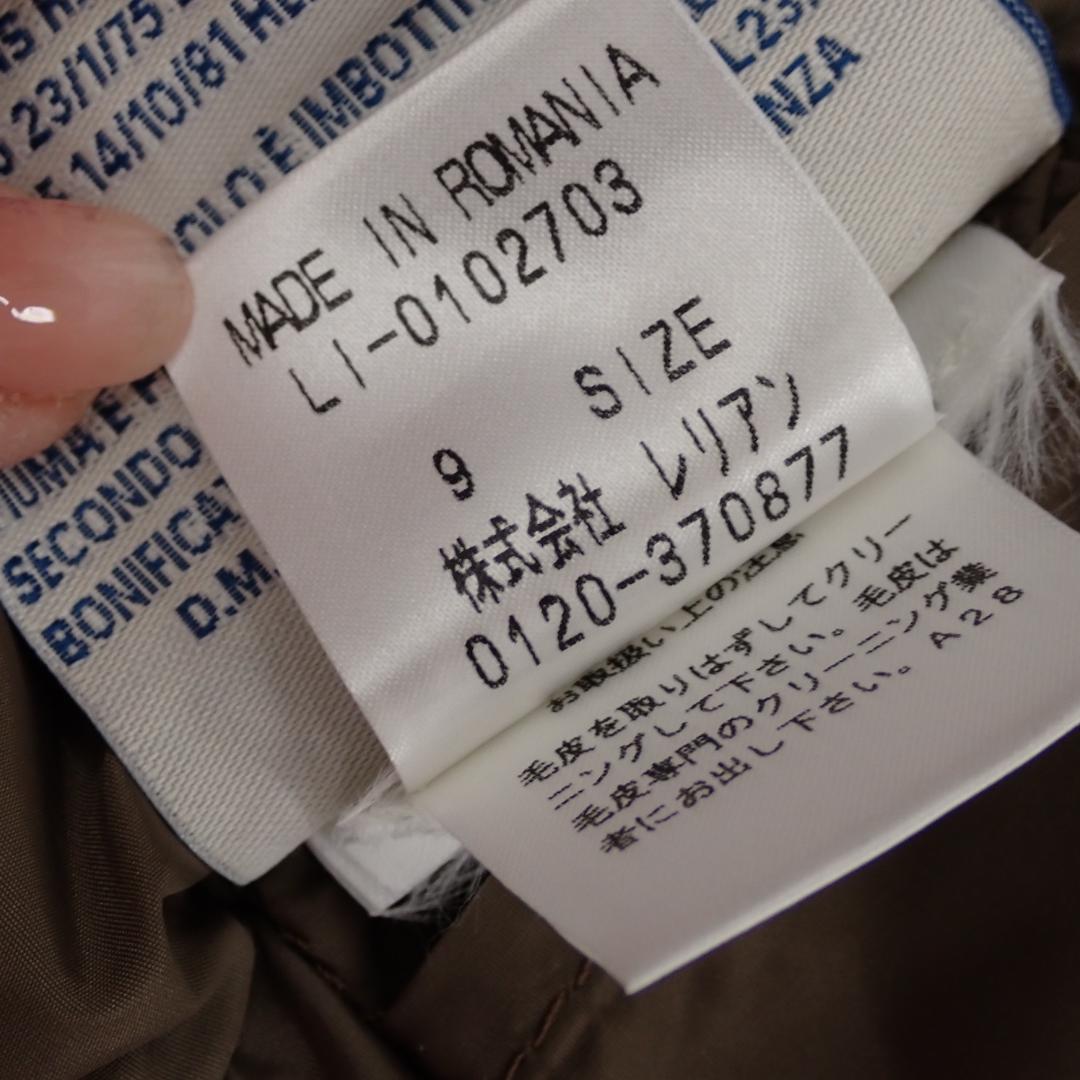 23/1/75
14/10/81
È IMBOTTI
NZA
MADE IN ROMANIA
LI-0102703
9 SIZE
株式会社 レリアン
0120-370877
お取扱い上の注意
毛皮を取りはずしてクリー
ニングして下さい。毛皮は
毛皮専門のクリーニング業
者にお出し下さい。 A28
SECONDO
BONIFICA
D.M.